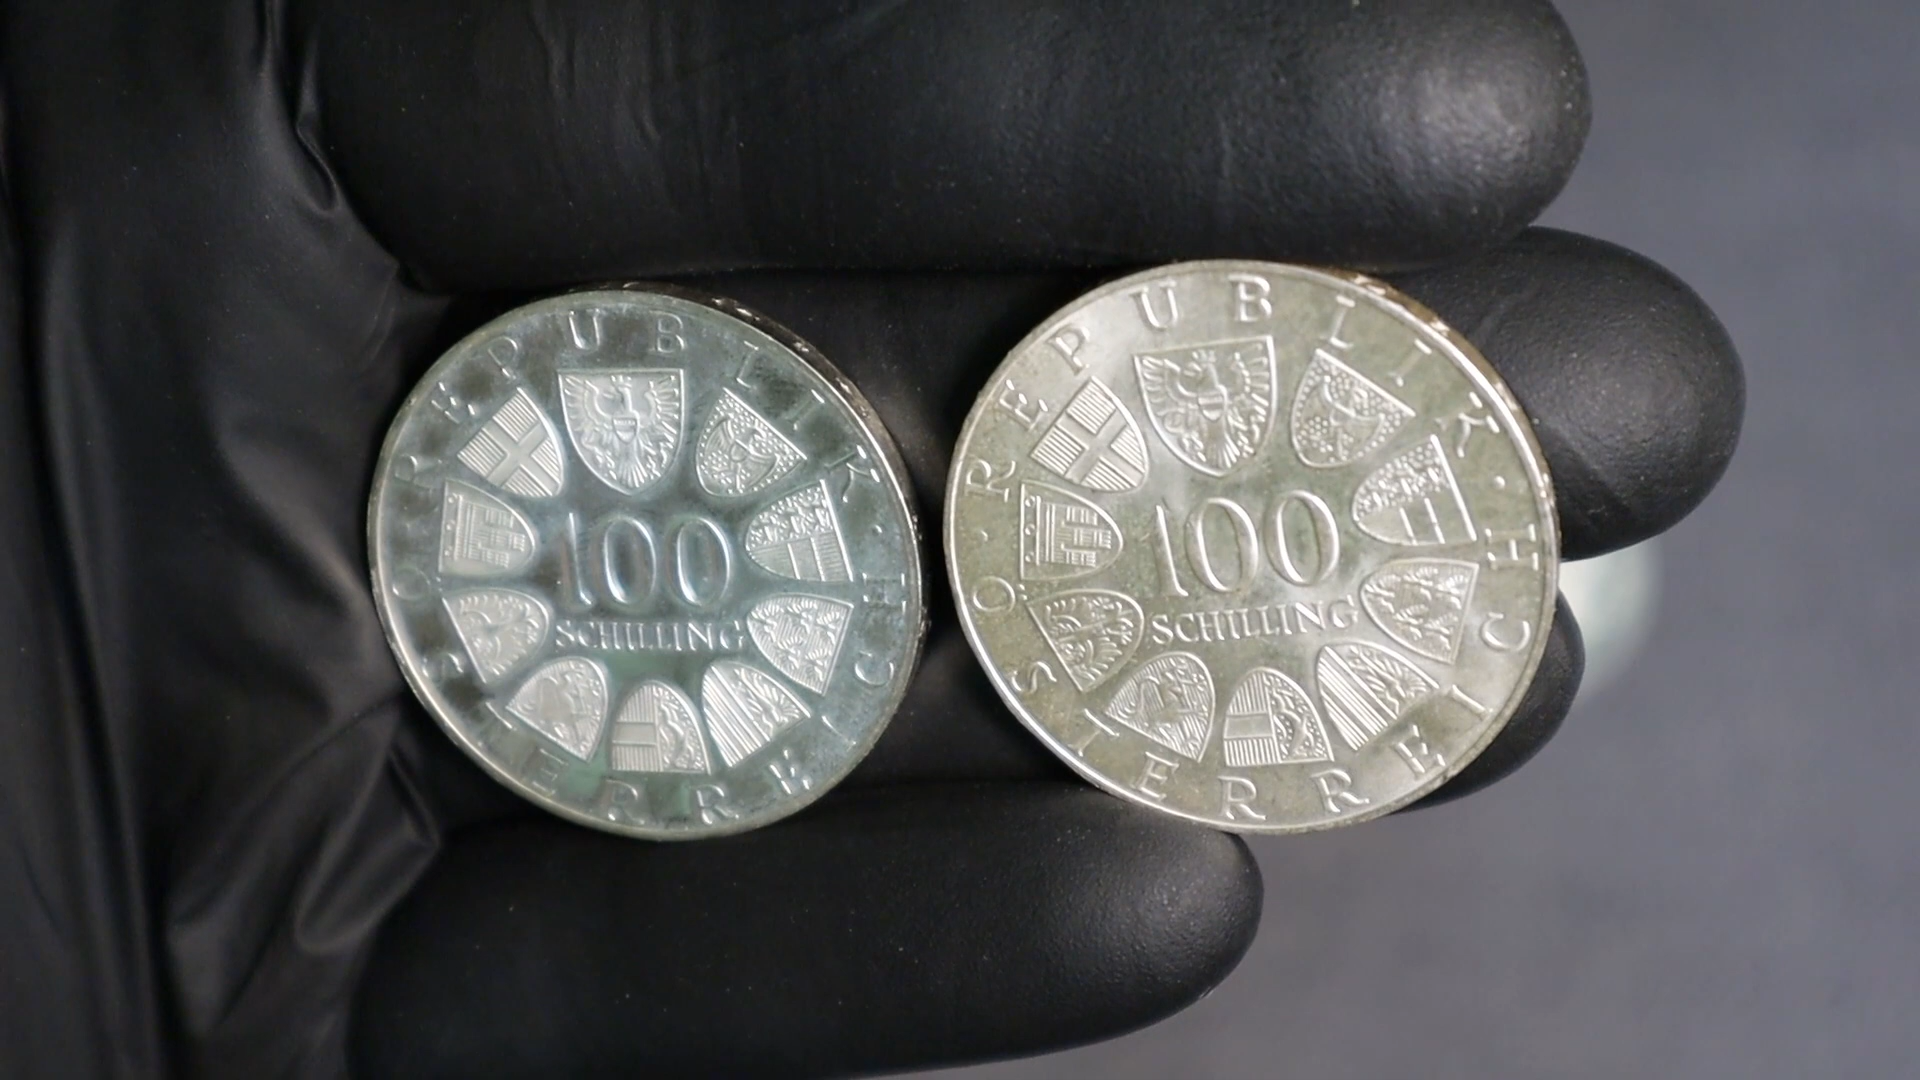 REPUBLIK · ÖSTERREICH ·
100
SCHILLING
REPUBLIK · ÖSTERREICH ·
100
SCHILLING